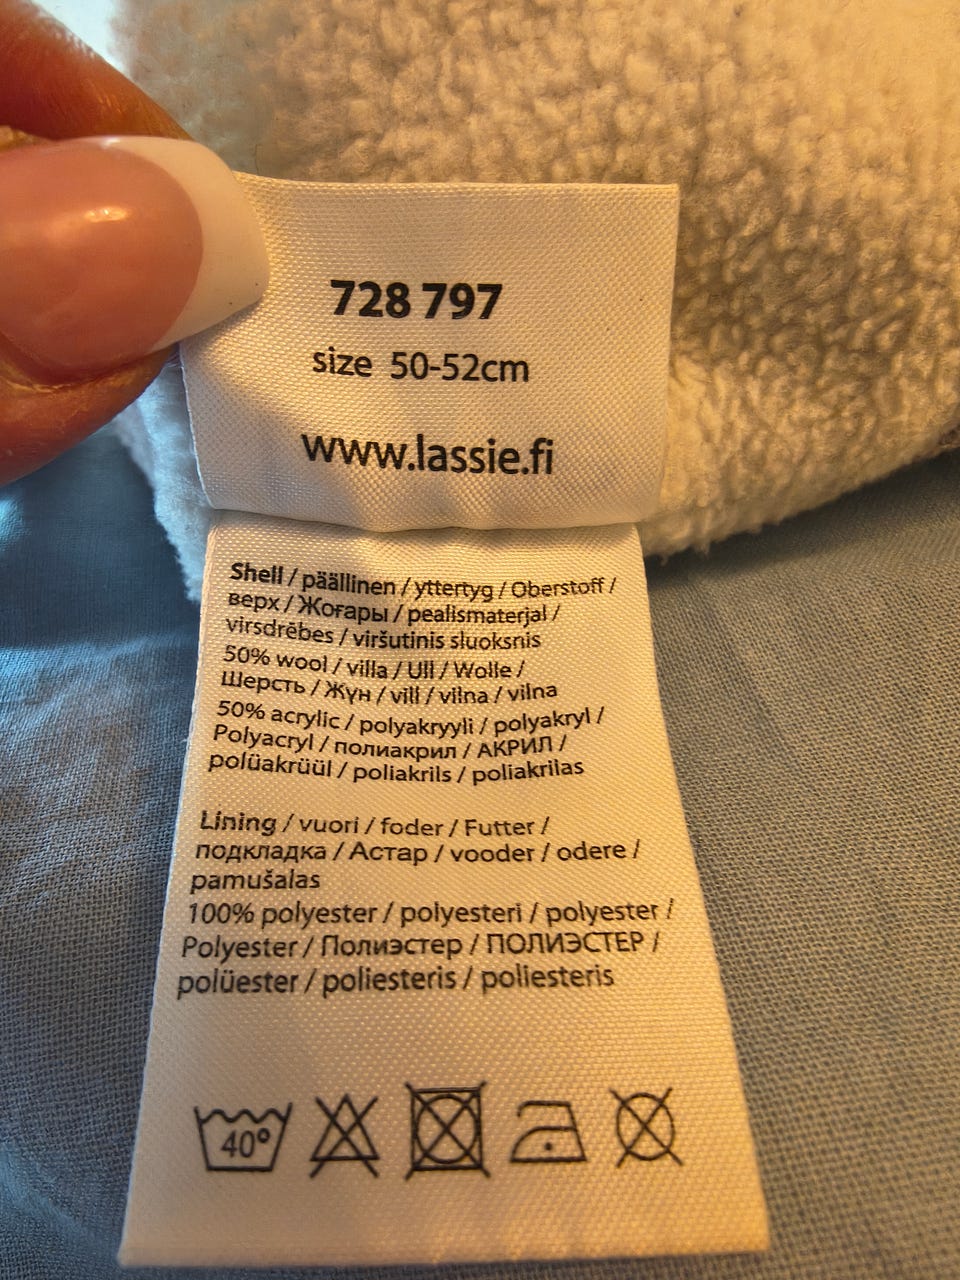 728 797
size 50-52cm
www.lassie.fi
Shell / päällinen / yttertyg / Oberstoff /
верх / Жоғары / pealismaterjal /
virsdrēbes / viršutinis sluoksnis
50% wool / villa / Ull / Wolle /
Шерсть / Жүн / vill / vilna / vilna
50% acrylic / polyakryyli / polyakryl /
Polyacryl / полиакрил / АКРИЛ /
polüakrüül / poliakrils / poliakrilas
Lining / vuori / foder / Futter /
подкладка / Астар / vooder / odere /
pamušalas
100% polyester / polyesteri / polyester /
Polyester / Полиэстер / ПОЛИЭСТЕР /
polüester / poliesteris / poliesteris
40°